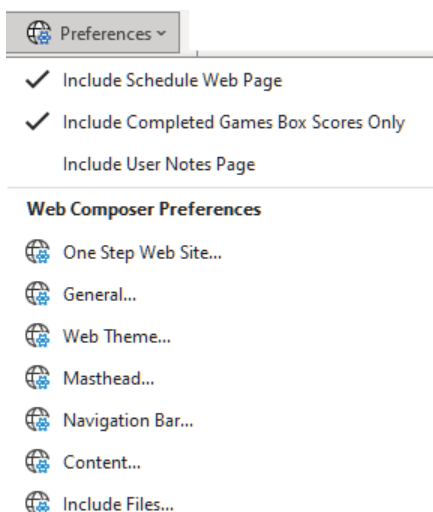 Preferences
Include Schedule Web Page
Include Completed Games Box Scores Only
Include User Notes Page
Web Composer Preferences
One Step Web Site...
General...
Web Theme...
Masthead...
Navigation Bar...
Content...
Include Files...